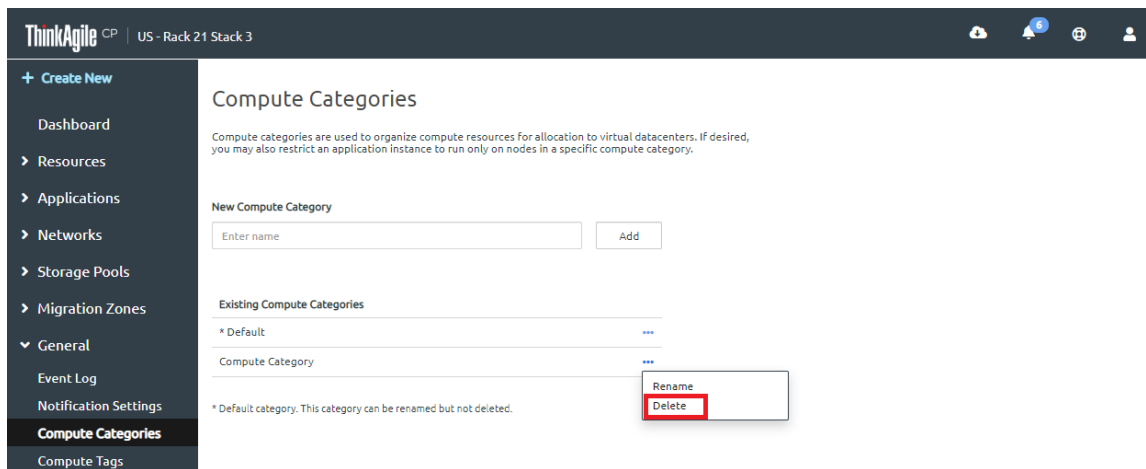 ThinkAgile CP | US - Rack 21 Stack 3
6
+ Create New
Dashboard
Resources
Applications
Networks
Storage Pools
Migration Zones
General
Event Log
Notification Settings
Compute Categories
Compute Tags
Compute Categories
Compute categories are used to organize compute resources for allocation to virtual datacenters. If desired,
you may also restrict an application instance to run only on nodes in a specific compute category.
New Compute Category
Enter name
Add
Existing Compute Categories
* Default
Compute Category
Rename
Delete
* Default category. This category can be renamed but not deleted.